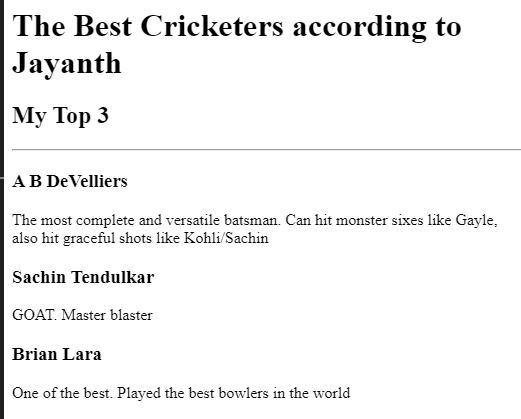 The Best Cricketers according to
Jayanth
My Top 3
A B DeVelliers
The most complete and versatile batsman. Can hit monster sixes like Gayle,
also hit graceful shots like Kohli/Sachin
Sachin Tendulkar
GOAT. Master blaster
Brian Lara
One of the best. Played the best bowlers in the world